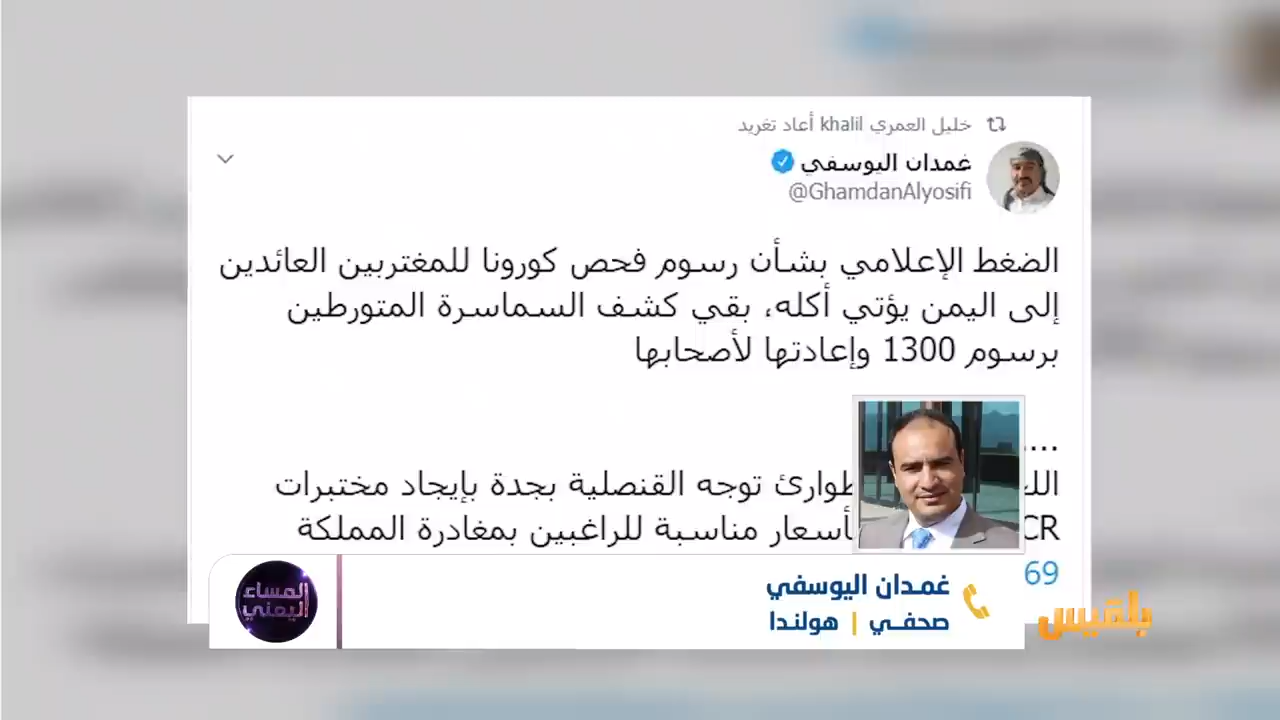 خليل العمري khalil أعاد تغريد
غمدان اليوسفي
@GhamdanAlyosifi
الضغط الإعلامي بشأن رسوم فحص كورونا للمغتربين العائدين
إلى اليمن يؤتي أكله، بقي كشف السماسرة المتورطين
برسوم 1300 وإعادتها لأصحابها
....
توجه القنصلية بجدة بإيجاد مختبرات
بأسعار مناسبة للراغبين بمغادرة المملكة
69
غمدان اليوسفي
صحفي | هولندا
المساء
اليمني
بلقيس